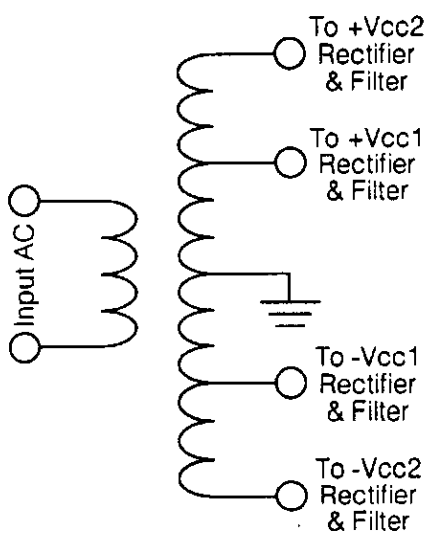 To +Vcc2
Rectifier
& Filter
To +Vcc1
Rectifier
& Filter
Input AC
To -Vcc1
Rectifier
& Filter
To -Vcc2
Rectifier
& Filter